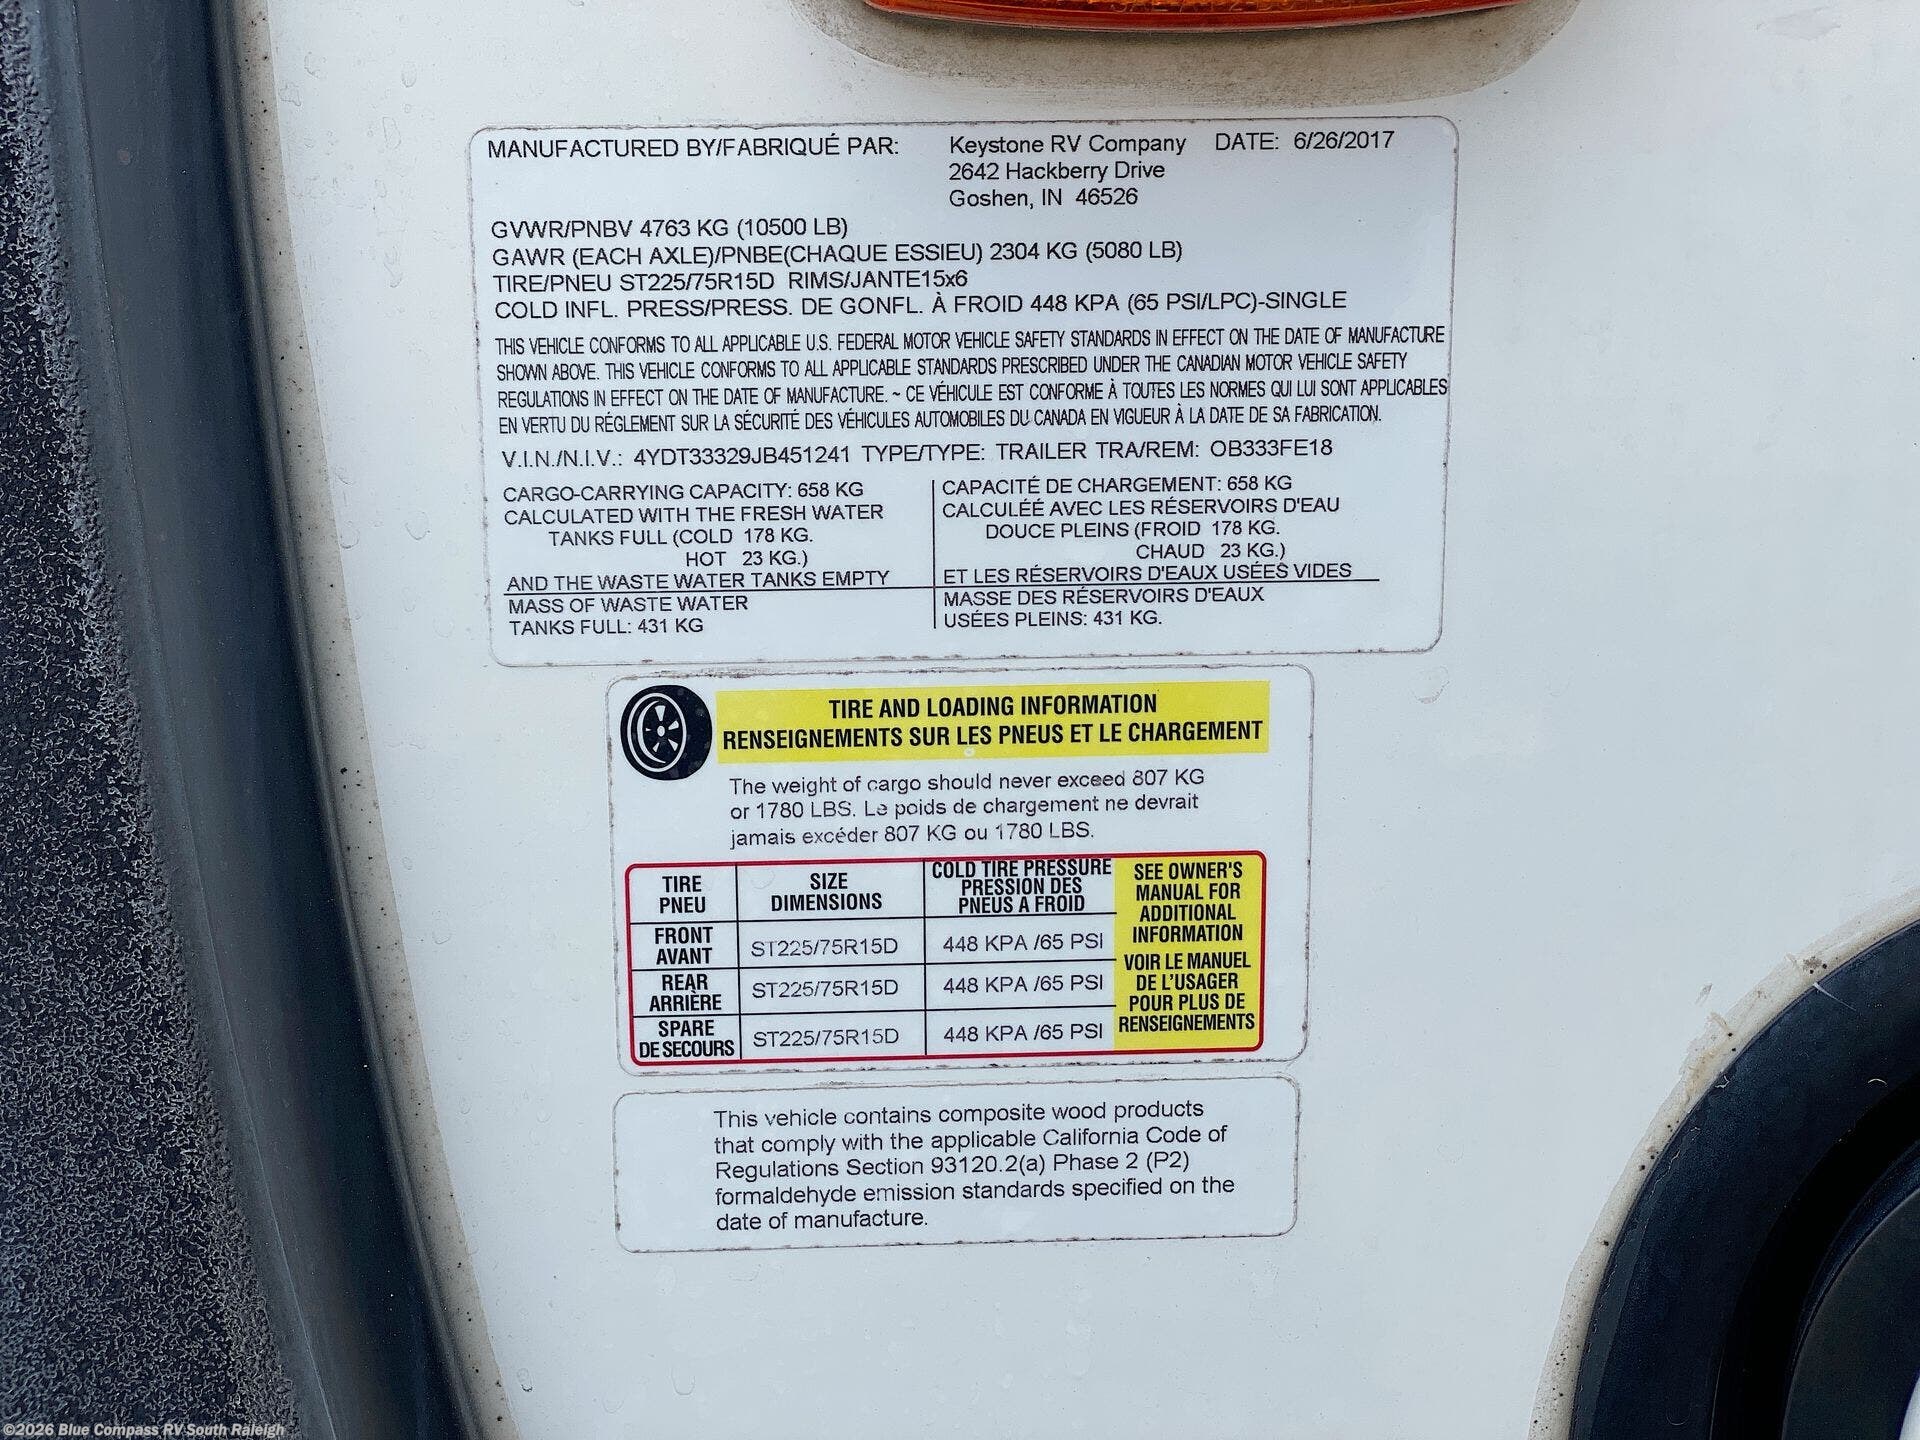 MANUFACTURED BY/FABRIQUÉ PAR: Keystone RV Company DATE: 6/26/2017
2642 Hackberry Drive
Goshen, IN 46526
GVWR/PNBV 4763 KG (10500 LB)
GAWR (EACH AXLE)/PNBE(CHAQUE ESSIEU) 2304 KG (5080 LB)
TIRE/PNEU ST225/75R15D RIMS/JANTE15x6
COLD INFL. PRESS/PRESS. DE GONFL. À FROID 448 KPA (65 PSI/LPC)-SINGLE
THIS VEHICLE CONFORMS TO ALL APPLICABLE U.S. FEDERAL MOTOR VEHICLE SAFETY STANDARDS IN EFFECT ON THE DATE OF MANUFACTURE
SHOWN ABOVE. THIS VEHICLE CONFORMS TO ALL APPLICABLE STANDARDS PRESCRIBED UNDER THE CANADIAN MOTOR VEHICLE SAFETY
REGULATIONS IN EFFECT ON THE DATE OF MANUFACTURE. ~ CE VÉHICULE EST CONFORME À TOUTES LES NORMES QUI LUI SONT APPLICABLES
EN VERTU DU RÉGLEMENT SUR LA SÉCURITÉ DES VÉHICULES AUTOMOBILES DU CANADA EN VIGUEUR À LA DATE DE SA FABRICATION.
V.I.N./N.I.V.: 4YDT33329JB451241 TYPE/TYPE: TRAILER TRA/REM: OB333FE18
CARGO-CARRYING CAPACITY: 658 KG
CALCULATED WITH THE FRESH WATER
TANKS FULL (COLD 178 KG.
HOT 23 KG.)
AND THE WASTE WATER TANKS EMPTY
MASS OF WASTE WATER
TANKS FULL: 431 KG
CAPACITÉ DE CHARGEMENT: 658 KG
CALCULÉÉ AVEC LES RÉSERVOIRS D'EAU
DOUCE PLEINS (FROID 178 KG.
CHAUD 23 KG.)
ET LES RÉSERVOIRS D'EAUX USÉES VIDES
MASSE DES RÉSERVOIRS D'EAUX
USÉES PLEINS: 431 KG.
TIRE AND LOADING INFORMATION
RENSEIGNEMENTS SUR LES PNEUS ET LE CHARGEMENT
The weight of cargo should never exceed 807 KG
or 1780 LBS. Le poids de chargement ne devrait
jamais excéder 807 KG ou 1780 LBS.
TIRE
PNEU
SIZE
DIMENSIONS
COLD TIRE PRESSURE
PRESSION DES
PNEUS A FROID
FRONT
AVANT
ST225/75R15D
448 KPA /65 PSI
REAR
ARRIÈRE
ST225/75R15D
448 KPA /65 PSI
SPARE
DE SECOURS
ST225/75R15D
448 KPA /65 PSI
SEE OWNER'S
MANUAL FOR
ADDITIONAL
INFORMATION
VOIR LE MANUEL
DE L'USAGER
POUR PLUS DE
RENSEIGNEMENTS
This vehicle contains composite wood products
that comply with the applicable California Code of
Regulations Section 93120.2(a) Phase 2 (P2)
formaldehyde emission standards specified on the
date of manufacture.
©2026 Blue Compass RV South Raleigh